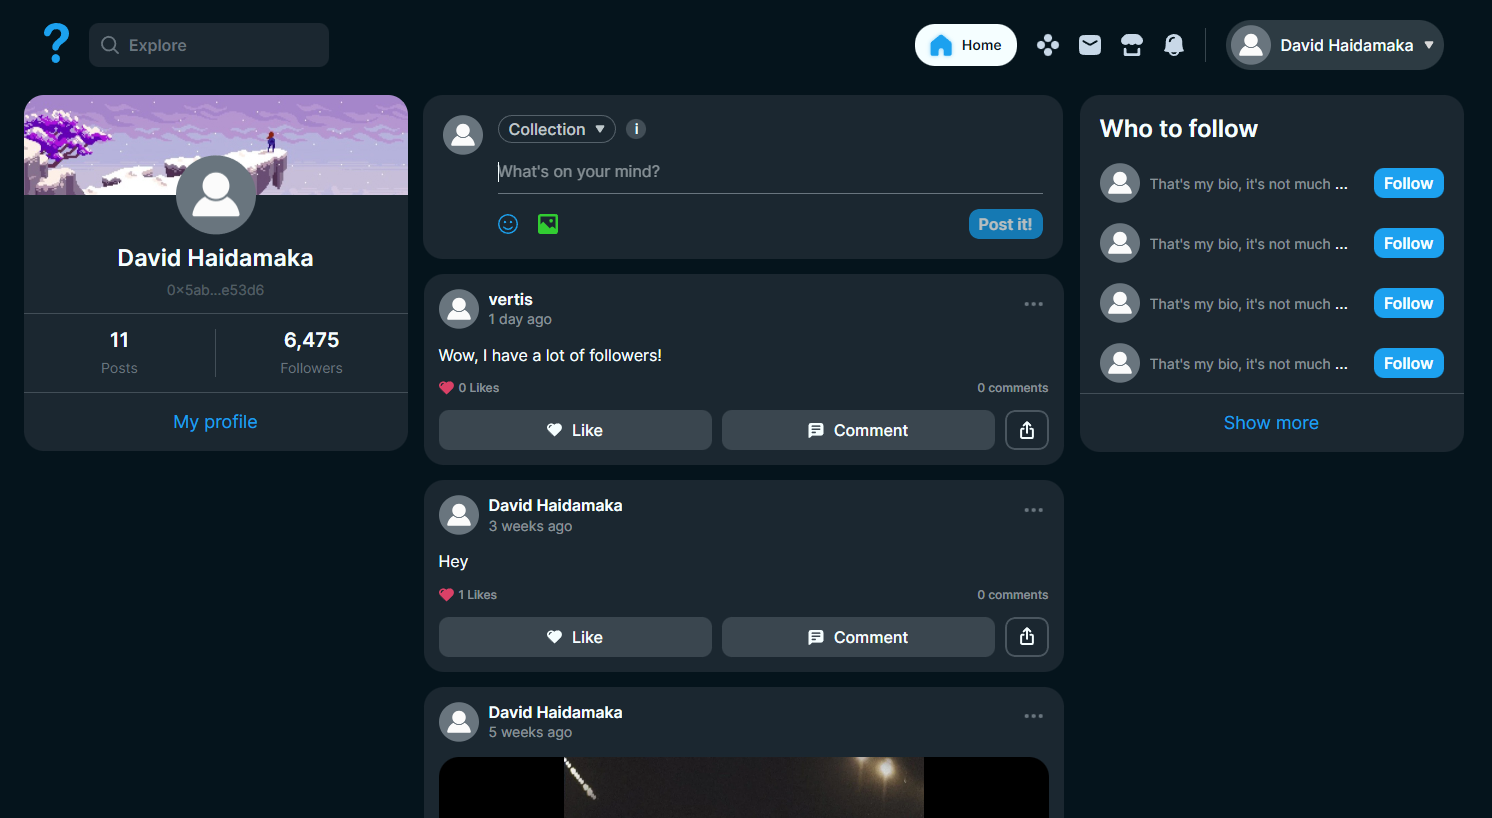 ?
Explore
Home
David Haidamaka
David Haidamaka
0x5ab...e53d6
11
Posts
6,475
Followers
My profile
Collection
i
What's on your mind?
Post it!
vertis
1 day ago
Wow, I have a lot of followers!
0 Likes
0 comments
Like
Comment
David Haidamaka
3 weeks ago
Hey
1 Likes
0 comments
Like
Comment
David Haidamaka
5 weeks ago
Who to follow
That's my bio, it's not much ...
Follow
That's my bio, it's not much ...
Follow
That's my bio, it's not much ...
Follow
That's my bio, it's not much ...
Follow
Show more